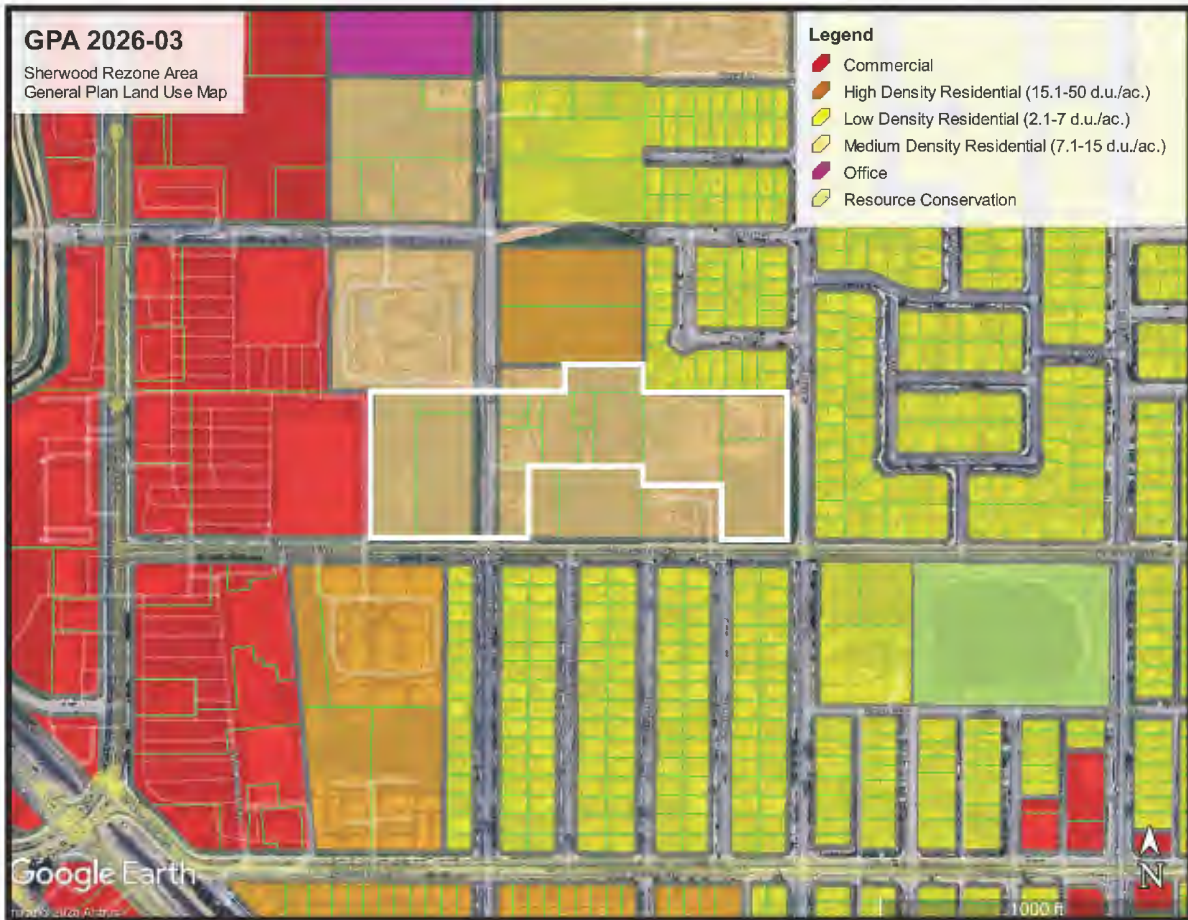 GPA 2026-03
Sherwood Rezone Area
General Plan Land Use Map
Legend
Commercial
High Density Residential (15.1-50 d.u./ac.)
Low Density Residential (2.1-7 d.u./ac.)
Medium Density Residential (7.1-15 d.u./ac.)
Office
Resource Conservation
N
Google Earth
1000 ft